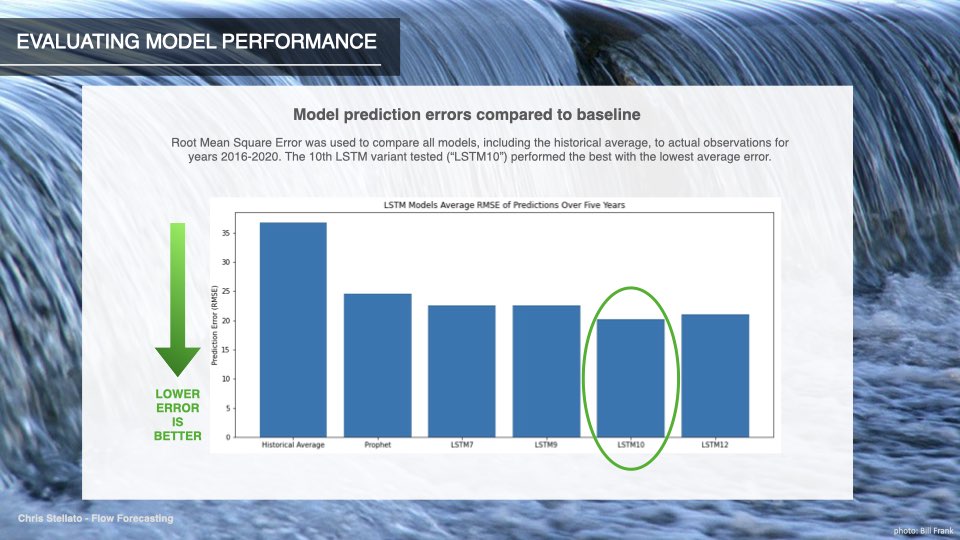 EVALUATING MODEL PERFORMANCE
Model prediction errors compared to baseline
Root Mean Square Error was used to compare all models, including the historical average, to actual observations for
years 2016-2020. The 10th LSTM variant tested (“LSTM10”) performed the best with the lowest average error.
LSTM Models Average RMSE of Predictions Over Five Years
Prediction Error (RMSE)
35
30
25
20
15
10
5
0
Historical Average Prophet LSTM7 LSTM9 LSTM10 LSTM12
LOWER
ERROR
IS
BETTER
Chris Stellato - Flow Forecasting
photo: Bill Frank